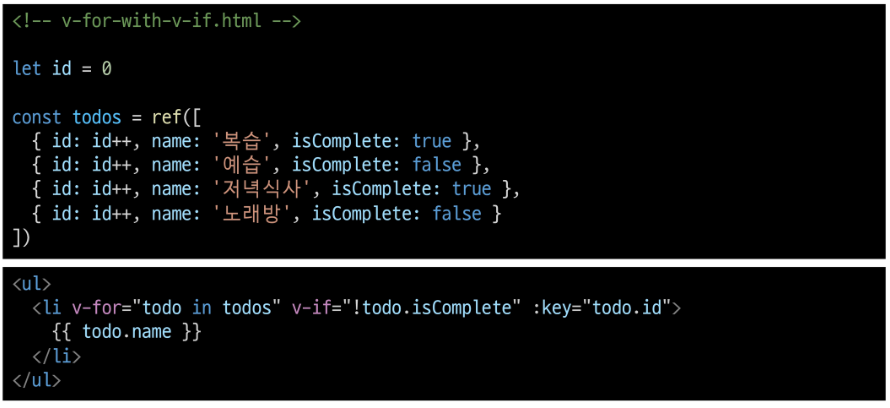 <!-- v-for-with-v-if.html -->
let id = 0
const todos = ref([
{ id: id++, name: '복습', isComplete: true },
{ id: id++, name: '예습', isComplete: false },
{ id: id++, name: '저녁식사', isComplete: true },
{ id: id++, name: '노래방', isComplete: false }
])
<ul>
<li v-for="todo in todos" v-if="!todo.isComplete" :key="todo.id">
{{ todo.name }}
</li>
</ul>